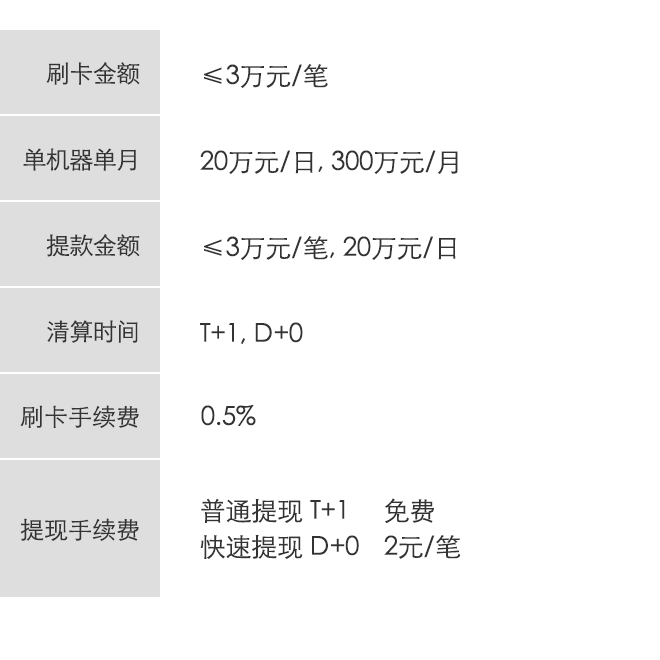 刷卡金额
≤3万元/笔
单机器单月
20万元/日, 300万元/月
提款金额
≤3万元/笔, 20万元/日
清算时间
T+1, D+0
刷卡手续费
0.5%
提现手续费
普通提现 T+1 免费
快速提现 D+0 2元/笔